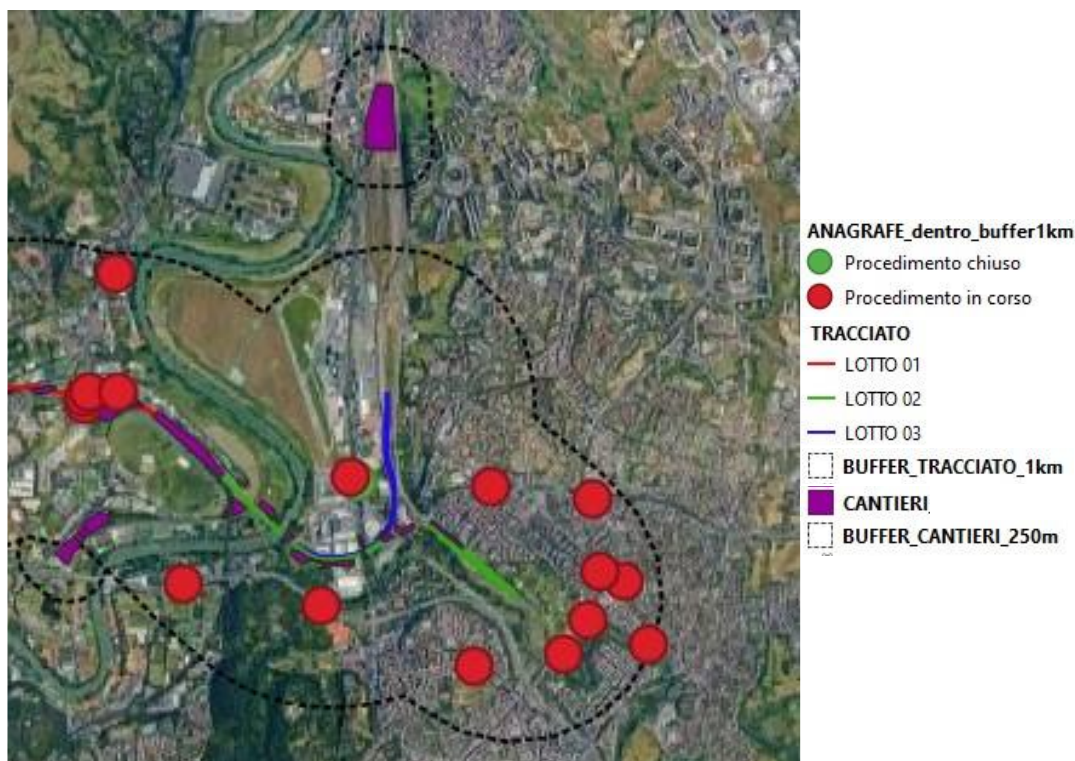 ANAGRAFE_dentro_buffer1km
Procedimento chiuso
Procedimento in corso
TRACCIATO
LOTTO 01
LOTTO 02
LOTTO 03
BUFFER_TRACCIATO_1km
CANTIERI
BUFFER_CANTIERI_250m